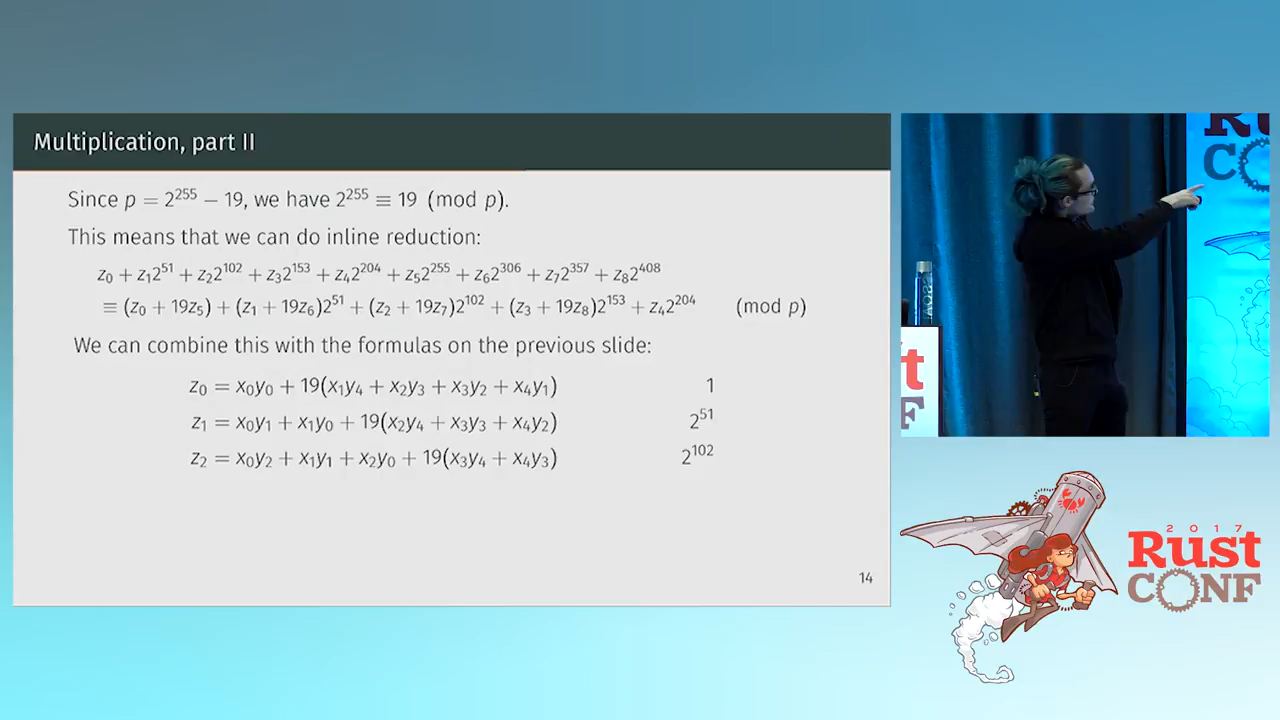 Multiplication, part II
Since p = 2²⁵⁵ − 19, we have 2²⁵⁵ ≡ 19 (mod p).
This means that we can do inline reduction:
z₀ + z₁2⁵¹ + z₂2¹⁰² + z₃2¹⁵³ + z₄2²⁰⁴ + z₅2²⁵⁵ + z₆2³⁰⁶ + z₇2³⁵⁷ + z₈2⁴⁰⁸
≡ (z₀ + 19z₅) + (z₁ + 19z₆)2⁵¹ + (z₂ + 19z₇)2¹⁰² + (z₃ + 19z₈)2¹⁵³ + z₄2²⁰⁴ (mod p)
We can combine this with the formulas on the previous slide:
z₀ = x₀y₀ + 19(x₁y₄ + x₂y₃ + x₃y₂ + x₄y₁) 1
z₁ = x₀y₁ + x₁y₀ + 19(x₂y₄ + x₃y₃ + x₄y₂) 2⁵¹
z₂ = x₀y₂ + x₁y₁ + x₂y₀ + 19(x₃y₄ + x₄y₃) 2¹⁰²
14
2017
Rust
CONF